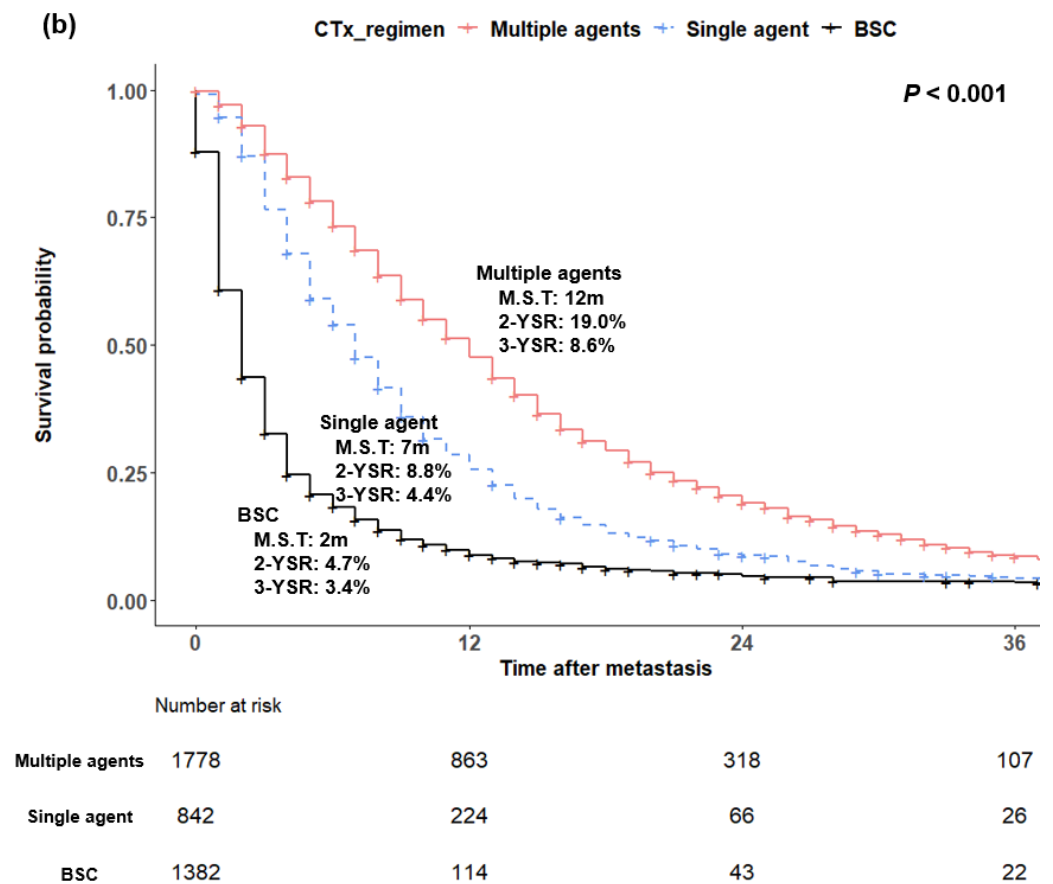 (b)
CTx_regimen Multiple agents Single agent BSC
P < 0.001
1.00
0.75
0.50
0.25
0.00
Survival probability
Multiple agents
M.S.T: 12m
2-YSR: 19.0%
3-YSR: 8.6%
Single agent
M.S.T: 7m
2-YSR: 8.8%
3-YSR: 4.4%
BSC
M.S.T: 2m
2-YSR: 4.7%
3-YSR: 3.4%
0 12 24 36
Time after metastasis
Number at risk
Multiple agents 1778 863 318 107
Single agent 842 224 66 26
BSC 1382 114 43 22